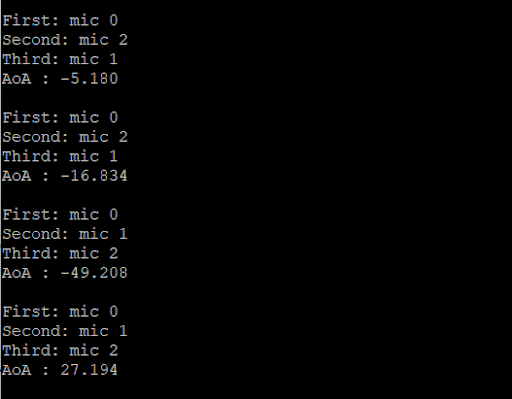 First: mic 0
Second: mic 2
Third: mic 1
AoA : -5.180
First: mic 0
Second: mic 2
Third: mic 1
AoA : -16.834
First: mic 0
Second: mic 1
Third: mic 2
AoA : -49.208
First: mic 0
Second: mic 1
Third: mic 2
AoA : 27.194